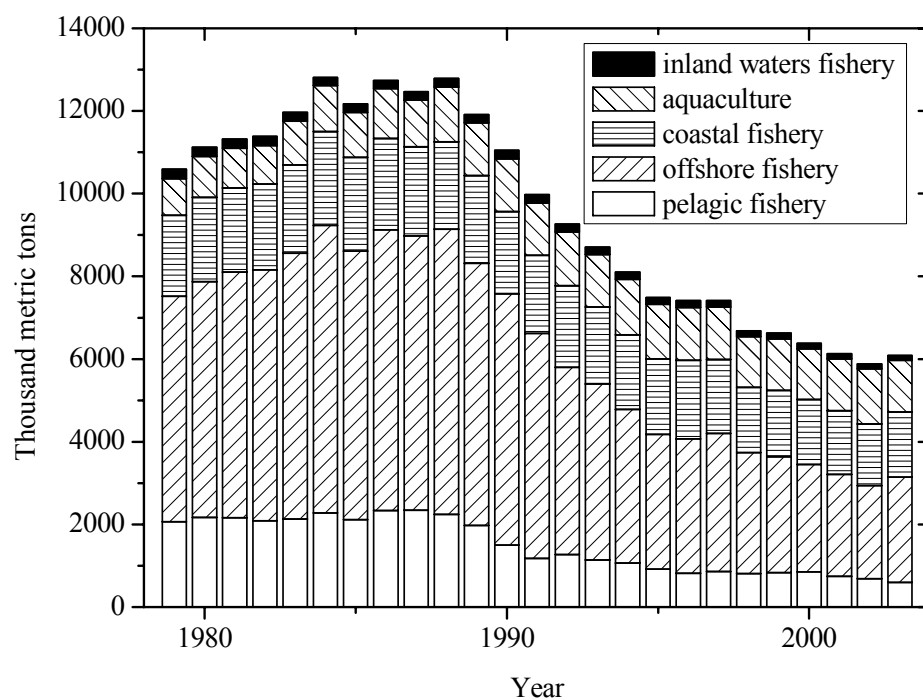 14000
12000
10000
8000
6000
4000
2000
0
Thousand metric tons
inland waters fishery
aquaculture
coastal fishery
offshore fishery
pelagic fishery
1980
1990
2000
Year